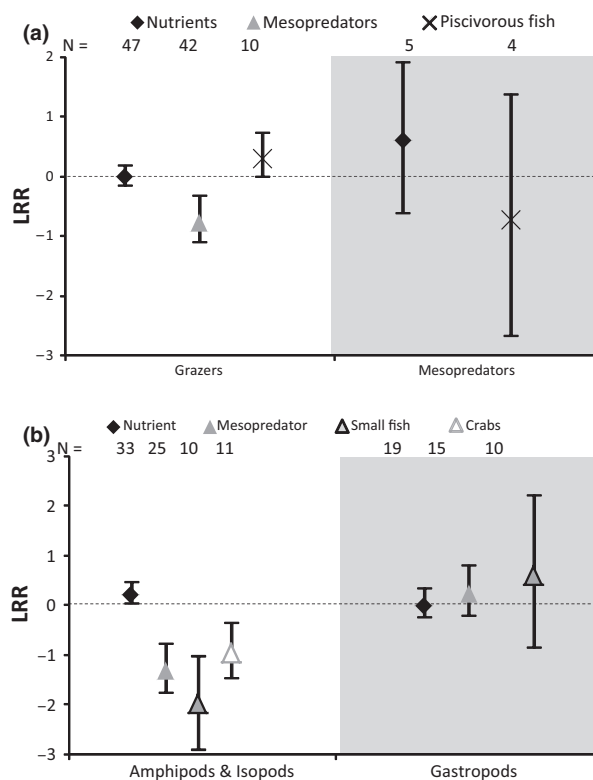 (a)
◆ Nutrients ▲ Mesopredators × Piscivorous fish
N = 47 42 10 5 4
2
1
0
−1
−2
−3
LRR
Grazers Mesopredators
(b)
◆ Nutrient ▲ Mesopredator ▲ Small fish △ Crabs
N = 33 25 10 11 19 15 10
3
2
1
0
−1
−2
−3
LRR
Amphipods & Isopods Gastropods